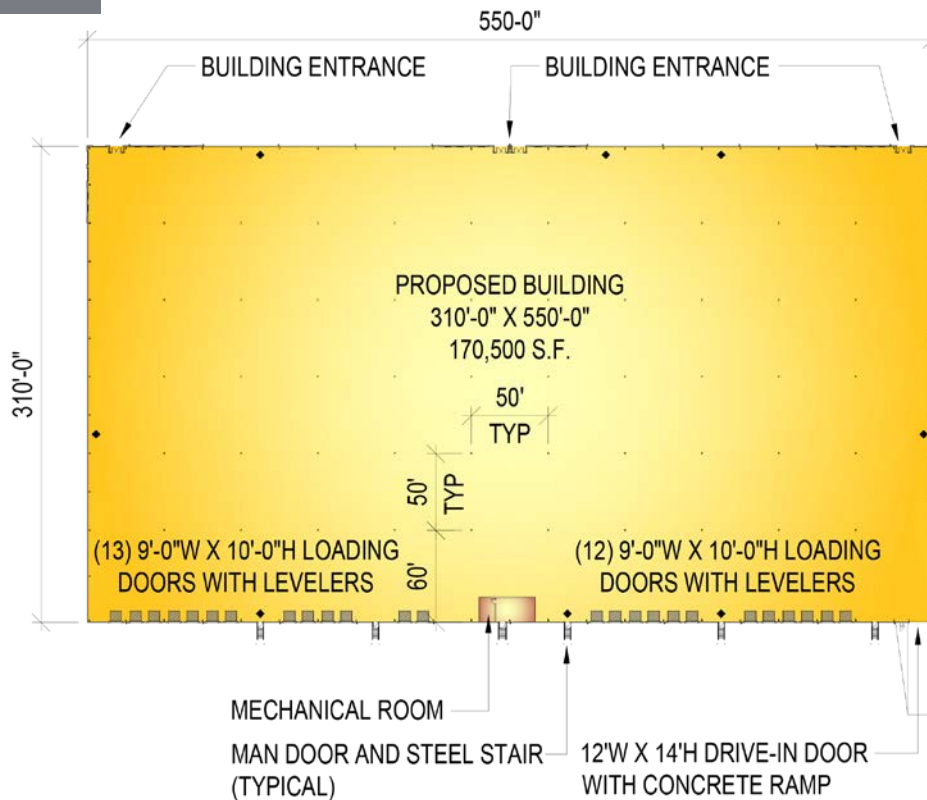 550-0"
BUILDING ENTRANCE
BUILDING ENTRANCE
310'-0"
PROPOSED BUILDING
310'-0" X 550'-0"
170,500 S.F.
50'
TYP
50'
TYP
60'
(13) 9'-0"W X 10'-0"H LOADING
DOORS WITH LEVELERS
(12) 9'-0"W X 10'-0"H LOADING
DOORS WITH LEVELERS
MECHANICAL ROOM
MAN DOOR AND STEEL STAIR
(TYPICAL)
12'W X 14'H DRIVE-IN DOOR
WITH CONCRETE RAMP